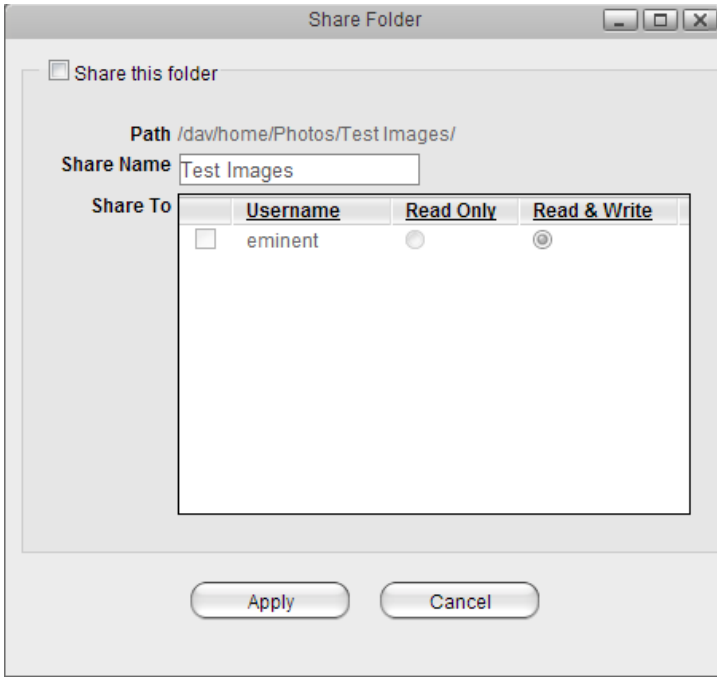 Share Folder
Share this folder
Path /dav/home/Photos/Test Images/
Share Name Test Images
Share To Username Read Only Read & Write
eminent
Apply Cancel